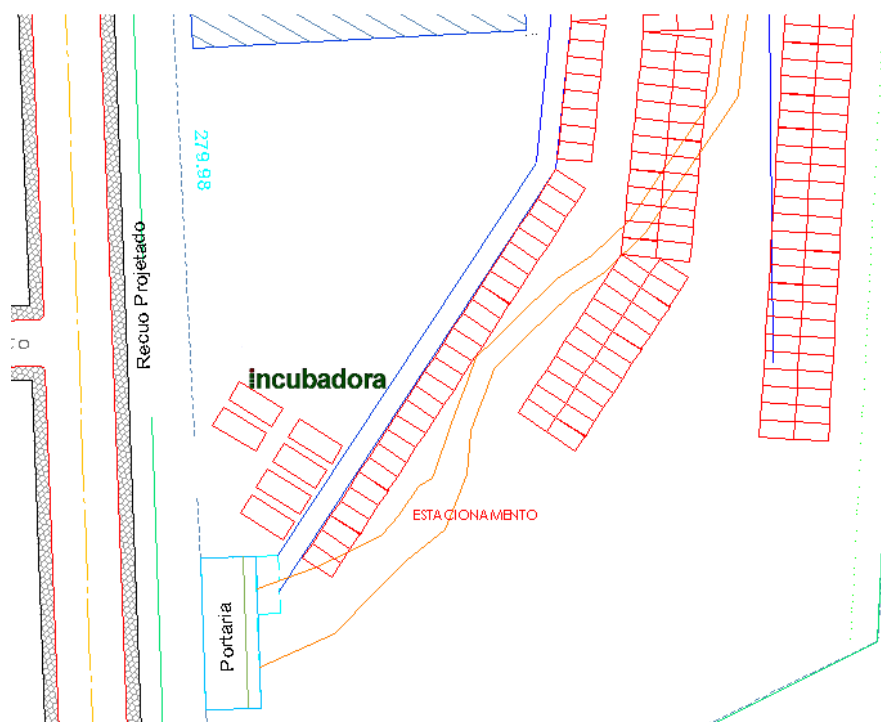 279.98
Recuo Projetado
incubadora
ESTACIONAMENTO
Portaria